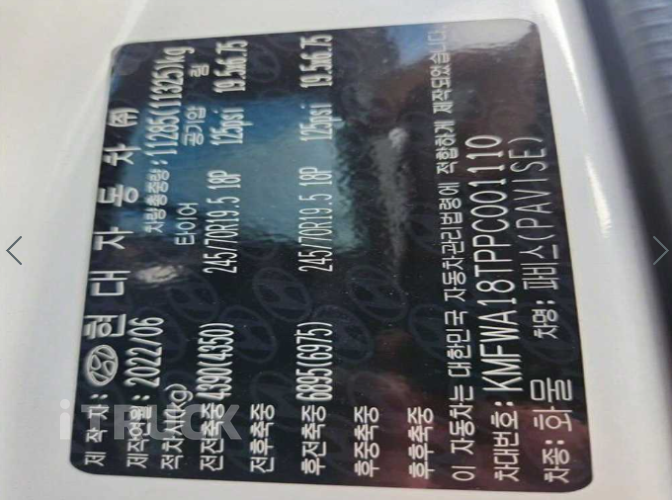 제 작 자 : 현 대 자 동 차 ㈜
제작연월 : 2022/06 차량총중량 : 11285(11325)kg
적차시(kg) 타이어 공기압 림
전전축중 4390(4350) 245/70R19.5 18P 125psi 19.5x6.75
전후축중
후전축중 6895(6975) 245/70R19.5 18P 125psi 19.5x6.75
후중축중
후후축중
이 자동차는 대한민국 자동차관리법령에 적합하게 제작되었습니다.
차대번호: KMFWA18TPPC001110
차종: 화물 차명: 파비스(PAVISE)
iTRUCK